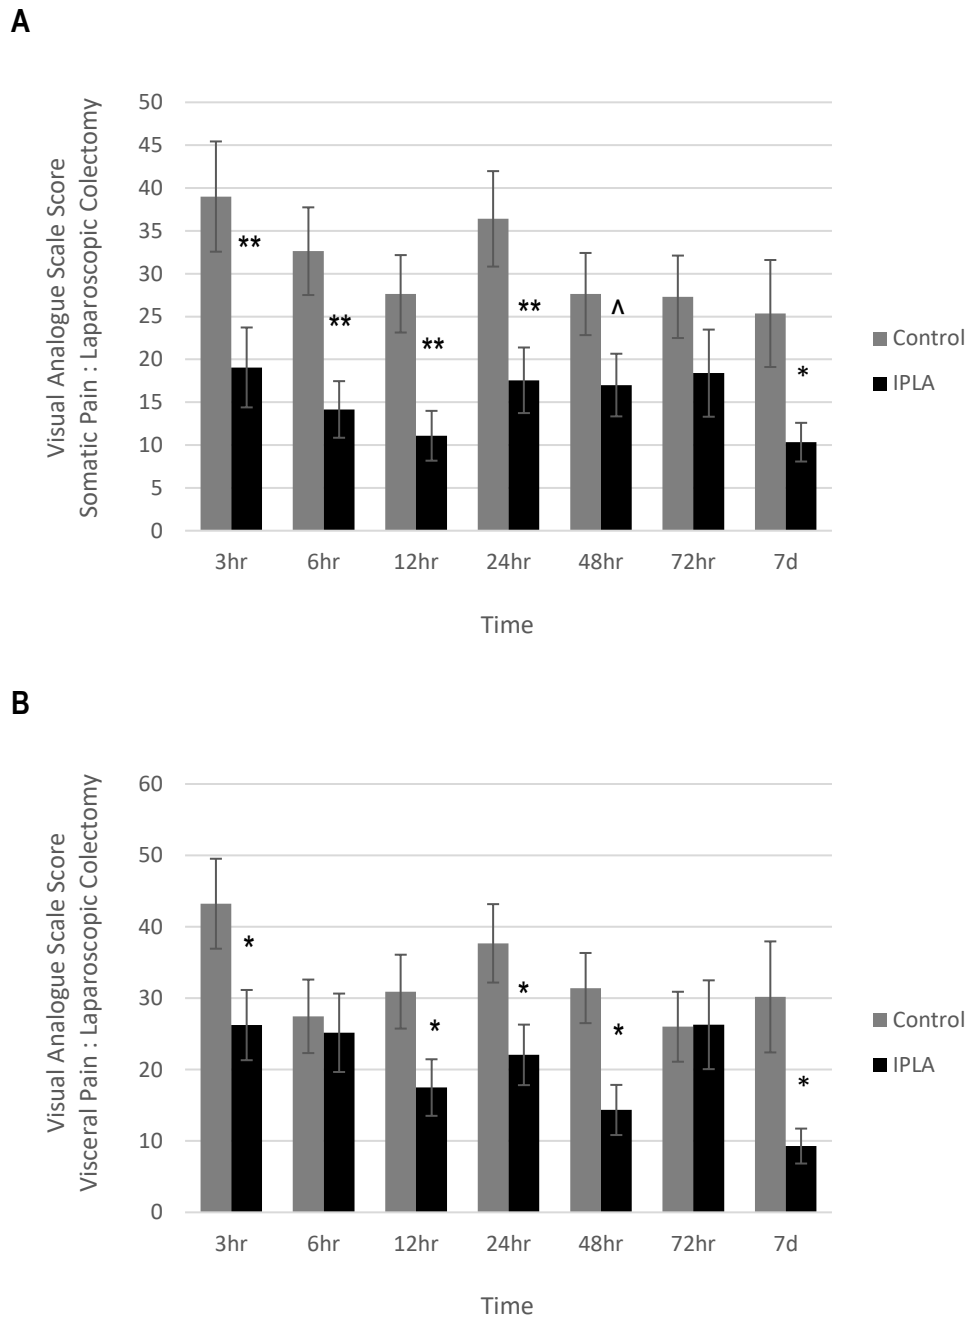 A
Visual Analogue Scale Score
Somatic Pain : Laparoscopic Colectomy
50
45
40
35
30
25
20
15
10
5
0
**
**
**
**
^
*
3hr 6hr 12hr 24hr 48hr 72hr 7d
Time
Control
IPLA
B
Visual Analogue Scale Score
Visceral Pain : Laparoscopic Colectomy
60
50
40
30
20
10
0
*
*
*
*
*
3hr 6hr 12hr 24hr 48hr 72hr 7d
Time
Control
IPLA